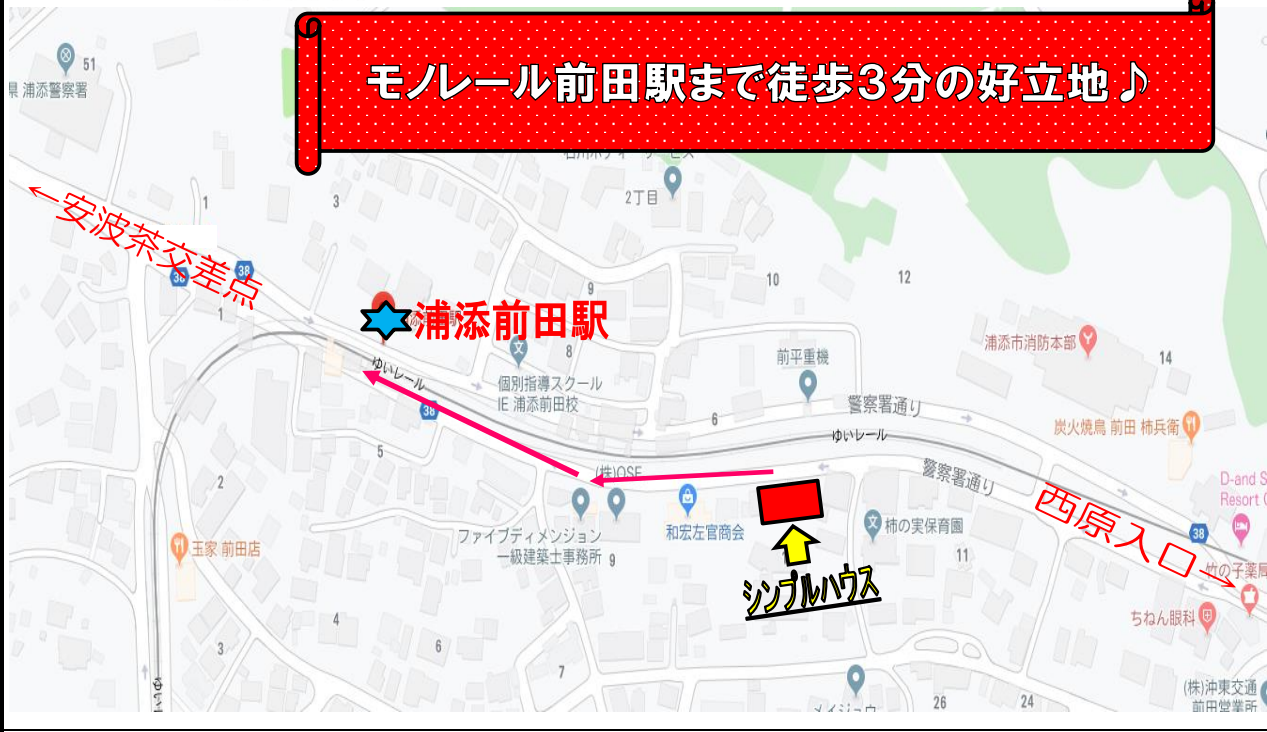 モノレール前田駅まで徒歩３分の好立地♪
51
県 浦添警察署
2丁目
1
3
←安波茶交差点
38
38
9
10
12
1
浦添前田駅
8
浦添市消防本部
14
前平重機
ゆいレール
個別指導スクール
IE 浦添前田校
38
6
警察署通り
ゆいレール
炭火焼鳥 前田 柿兵衛
5
(株)OSE
警察署通り
D-and S
Resort
2
西原入口→
ファイブディメンジョン
一級建築士事務所
9
和宏左官商会
柿の実保育園
11
38
玉家 前田店
竹の子薬局
シンプルハウス
ちねん眼科
4
3
6
7
26
24
(株)沖東交通
前田営業所